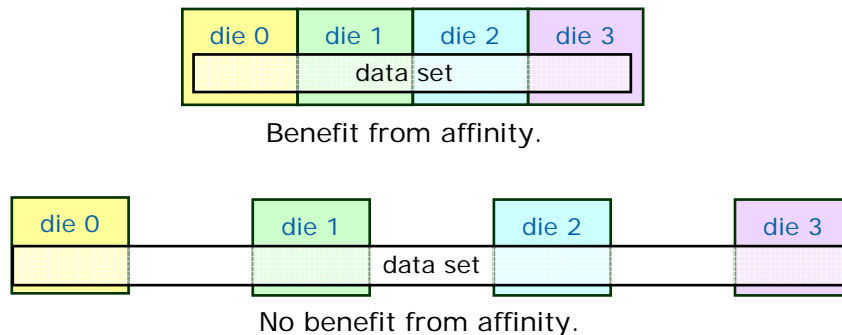 die 0 die 1 die 2 die 3
data set
Benefit from affinity.
die 0 die 1 die 2 die 3
data set
No benefit from affinity.